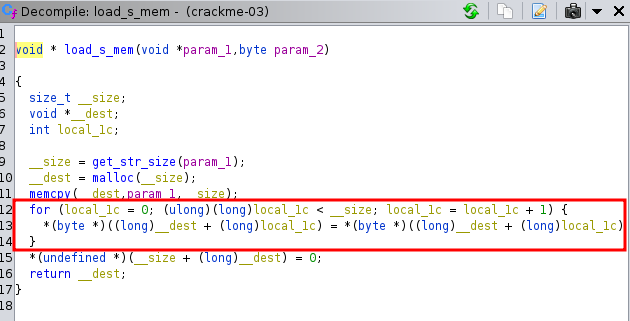 Decompile: load_s_mem - (crackme-03)
1
2 void * load_s_mem(void *param_1,byte param_2)
3
4 {
5 size_t __size;
6 void *__dest;
7 int local_1c;
8
9 __size = get_str_size(param_1);
10 __dest = malloc(__size);
11 memcpy(__dest,param_1,__size);
12 for (local_1c = 0; (ulong)(long)local_1c < __size; local_1c = local_1c + 1) {
13 *(byte *)((long)__dest + (long)local_1c) = *(byte *)((long)__dest + (long)local_1c)
14 }
15 *(undefined *)(__size + (long)__dest) = 0;
16 return __dest;
17 }
18